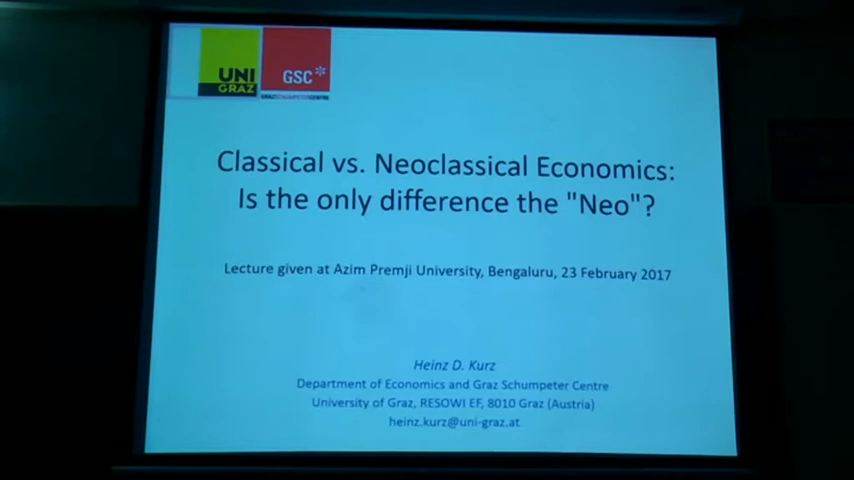 UNI
GRAZ
GSC*
GRAZSCHUMPETERCENTRE
Classical vs. Neoclassical Economics:
Is the only difference the "Neo"?
Lecture given at Azim Premji University, Bengaluru, 23 February 2017
Heinz D. Kurz
Department of Economics and Graz Schumpeter Centre
University of Graz, RESOWI EF, 8010 Graz (Austria)
heinz.kurz@uni-graz.at